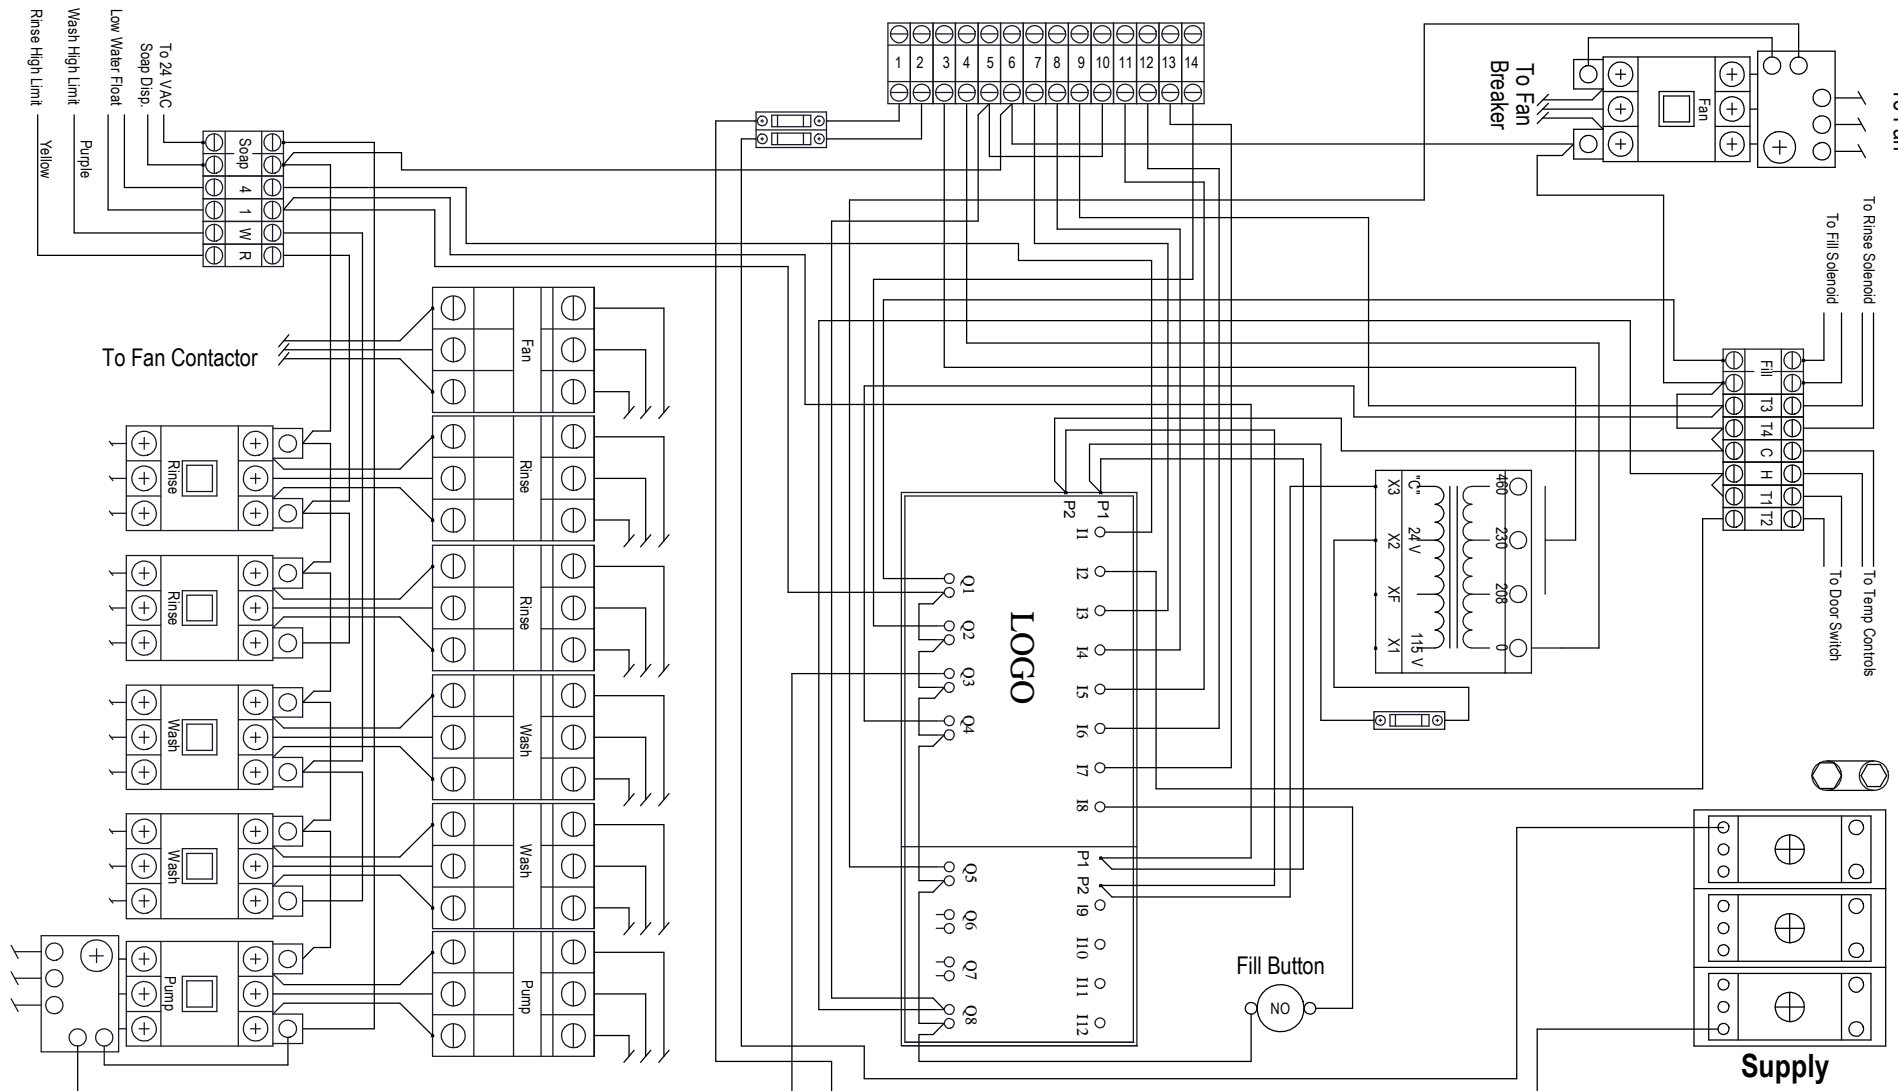 Rinse High Limit
Wash High Limit
Low Water Float
Soap Disp.
To 24 VAC
Yellow
Purple
Soap
4
1
W
R
1 2 3 4 5 6 7 8 9 10 11 12 13 14
To Fan
Breaker
Fan
To Fan
To Rinse Solenoid
To Fill Solenoid
Fill
T3
T4
C
H
T1
T2
To Temp Controls
To Door Switch
To Fan Contactor
Fan
Rinse
Rinse
Wash
Wash
Pump
Rinse
Rinse
Wash
Wash
Pump
LOGO
P2
P1
I1
I2
I3
I4
I5
I6
I7
I8
P1
P2
I9
I10
I11
I12
Q1
Q2
Q3
Q4
Q5
Q6
Q7
Q8
X3
"C"
24 V
X2
XF
X1
115 V
460
230
208
0
Fill Button
NO
Supply